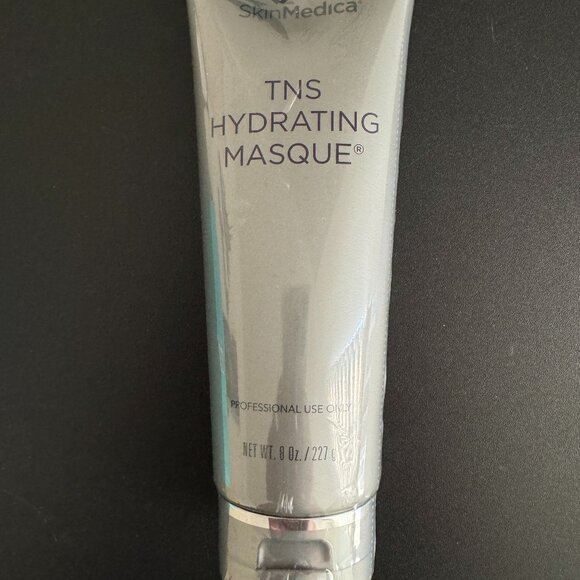 SkinMedica®
TNS
HYDRATING
MASQUE®
PROFESSIONAL USE ONLY
NET WT. 8 Oz. / 227 g